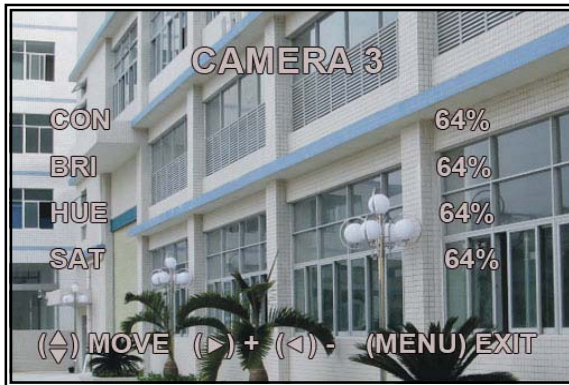 CAMERA 3
CON 64%
BRI 64%
HUE 64%
SAT 64%
(▲▼) MOVE (►) + (◄) - (MENU) EXIT